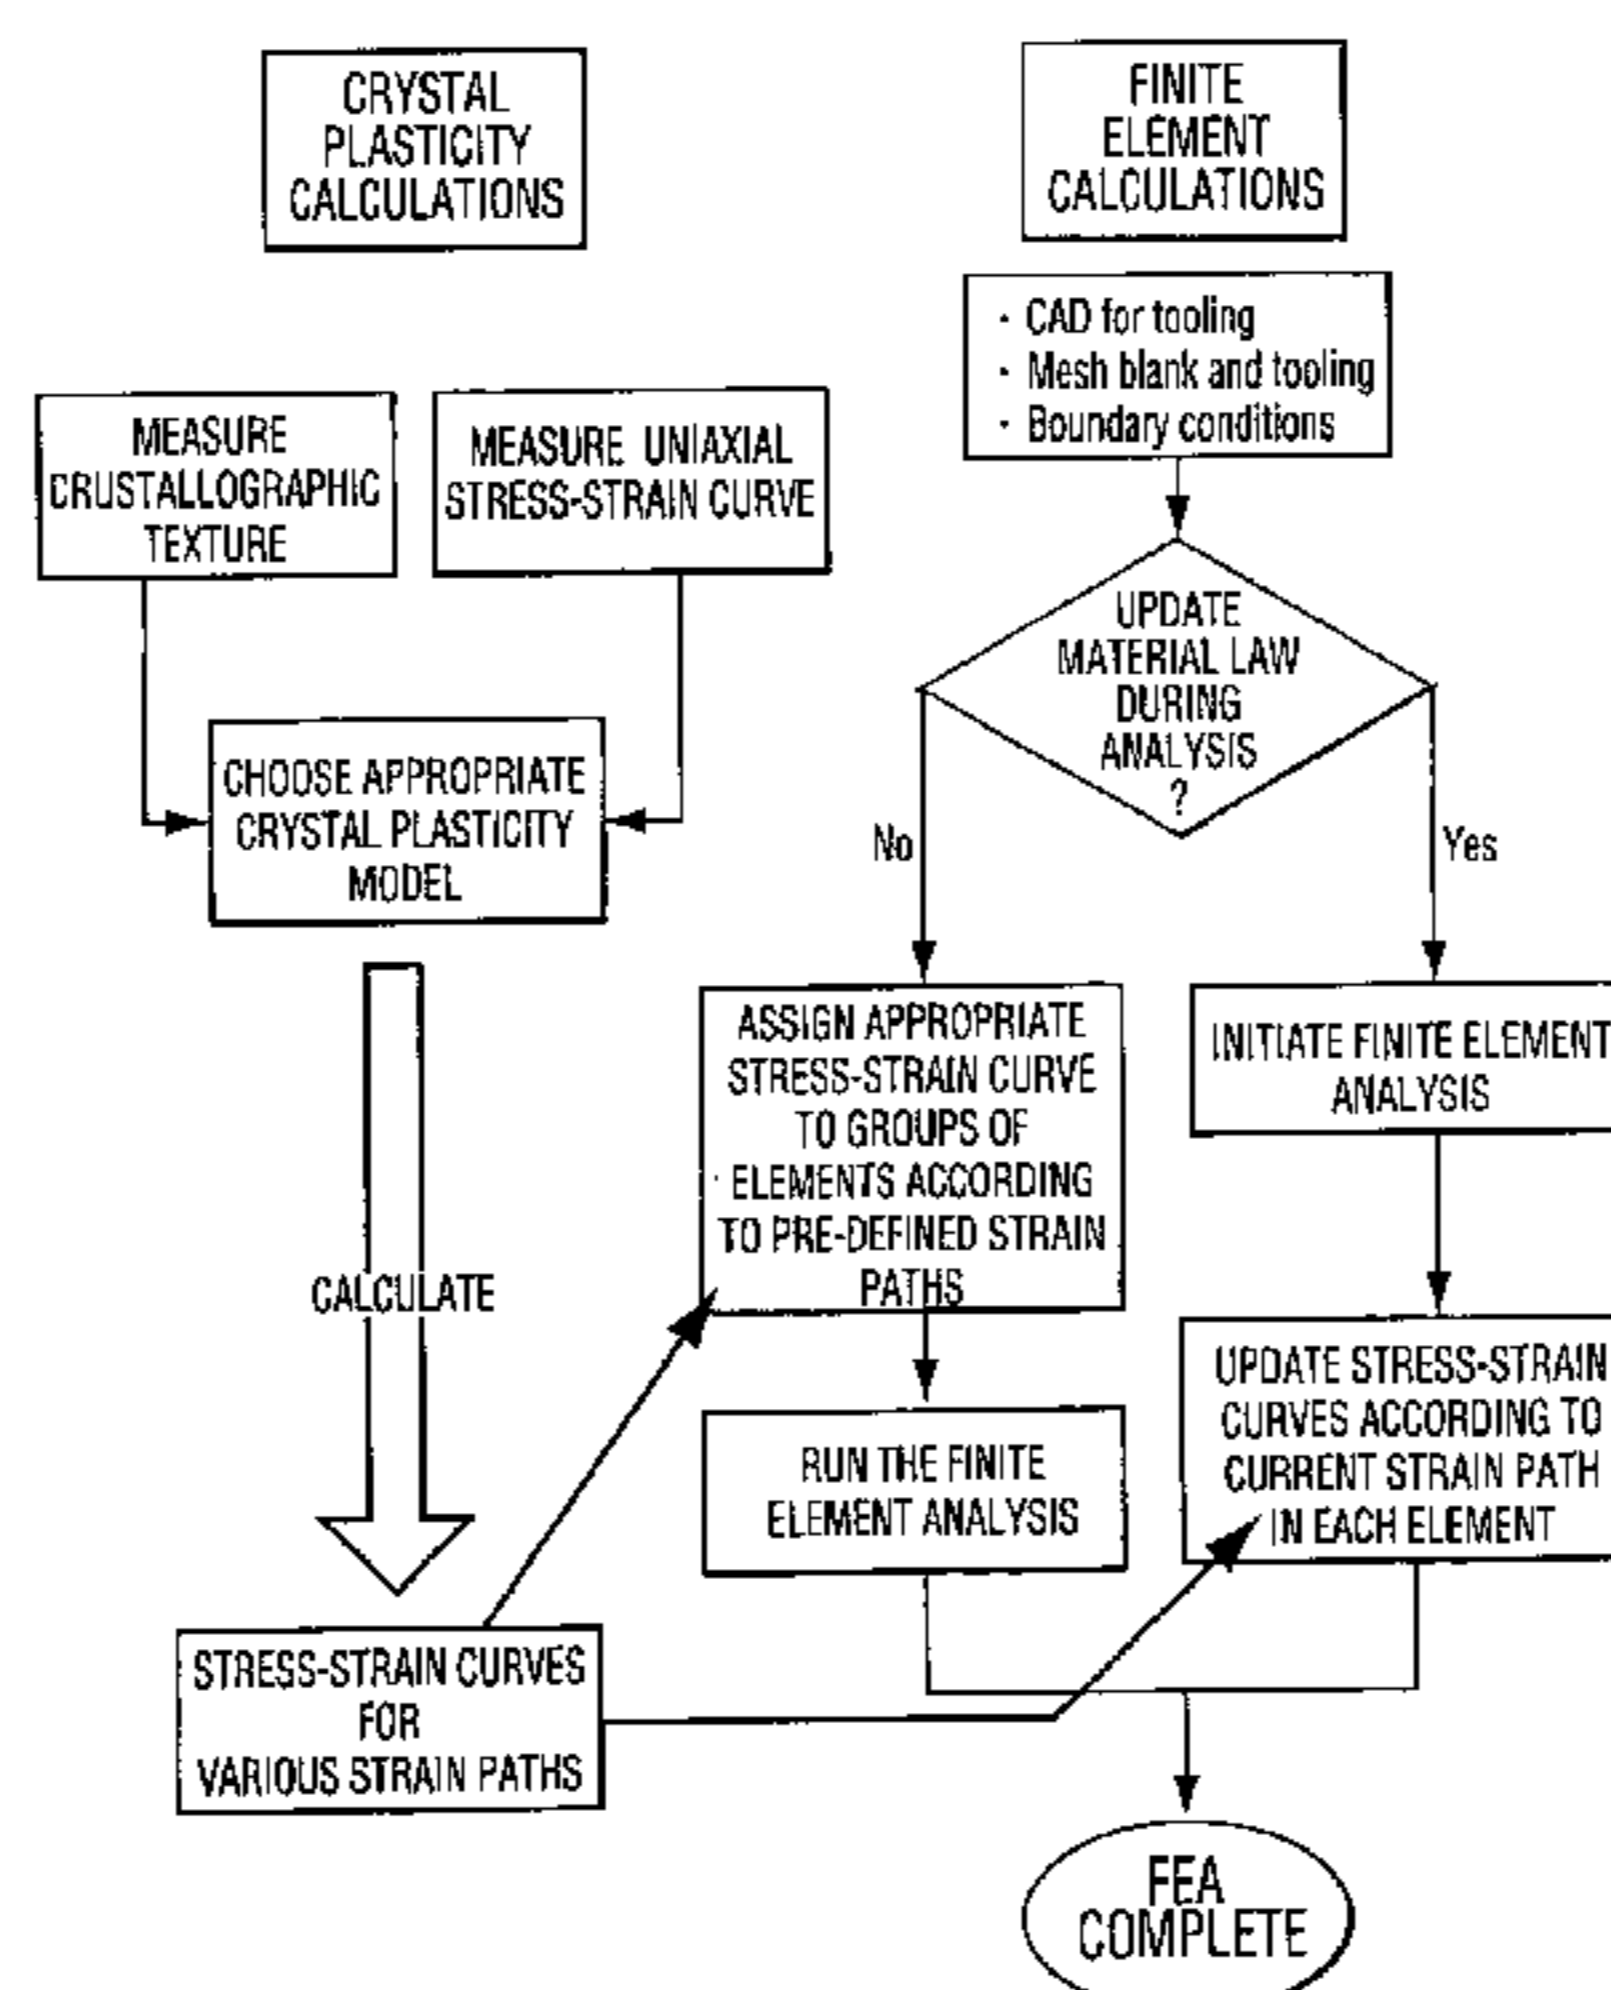 CRYSTAL
PLASTICITY
CALCULATIONS
FINITE
ELEMENT
CALCULATIONS
· CAD for tooling
· Mesh blank and tooling
· Boundary conditions
MEASURE
CRUSTALLOGRAPHIC
TEXTURE
MEASURE UNIAXIAL
STRESS-STRAIN CURVE
UPDATE
MATERIAL LAW
DURING
ANALYSIS
?
CHOOSE APPROPRIATE
CRYSTAL PLASTICITY
MODEL
No
Yes
ASSIGN APPROPRIATE
STRESS-STRAIN CURVE
TO GROUPS OF
ELEMENTS ACCORDING
TO PRE-DEFINED STRAIN
PATHS
INITIATE FINITE ELEMENT
ANALYSIS
CALCULATE
UPDATE STRESS-STRAIN
CURVES ACCORDING TO
CURRENT STRAIN PATH
IN EACH ELEMENT
RUN THE FINITE
ELEMENT ANALYSIS
STRESS-STRAIN CURVES
FOR
VARIOUS STRAIN PATHS
FEA
COMPLETE